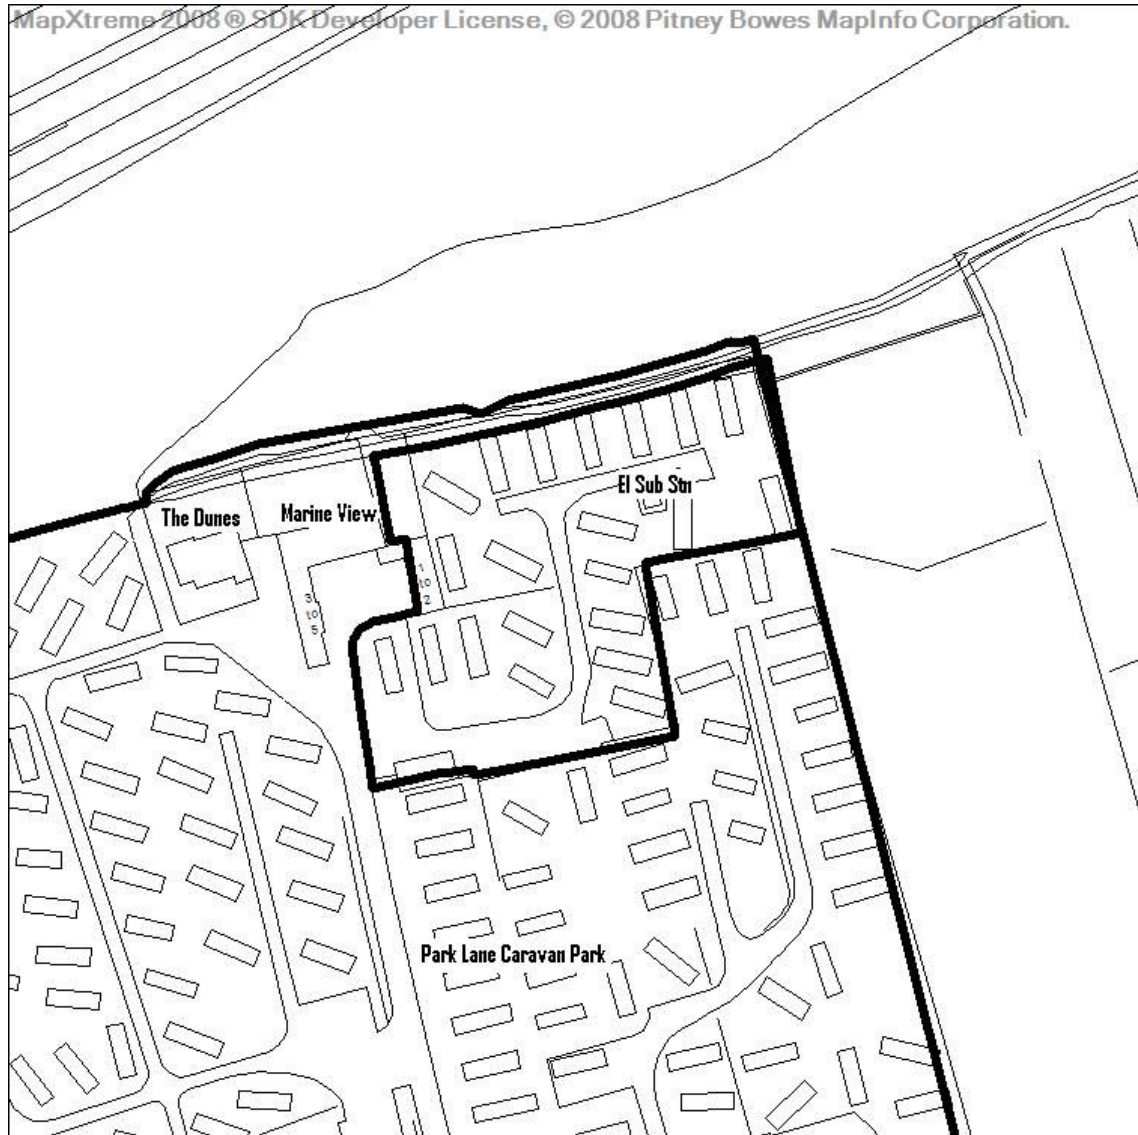 MapXtreme 2008 ® SDK Developer License, © 2008 Pitney Bowes MapInfo Corporation.
El Sub Stn
Marine View
The Dunes
1
to
2
3
to
5
Park Lane Caravan Park